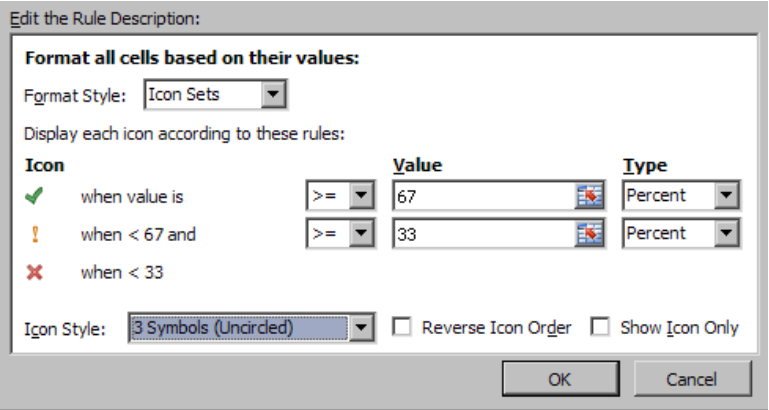 Edit the Rule Description:
Format all cells based on their values:
Format Style: Icon Sets
Display each icon according to these rules:
Icon Value Type
when value is >= 67 Percent
when < 67 and >= 33 Percent
when < 33
Icon Style: 3 Symbols (Uncircled) Reverse Icon Order Show Icon Only
OK Cancel